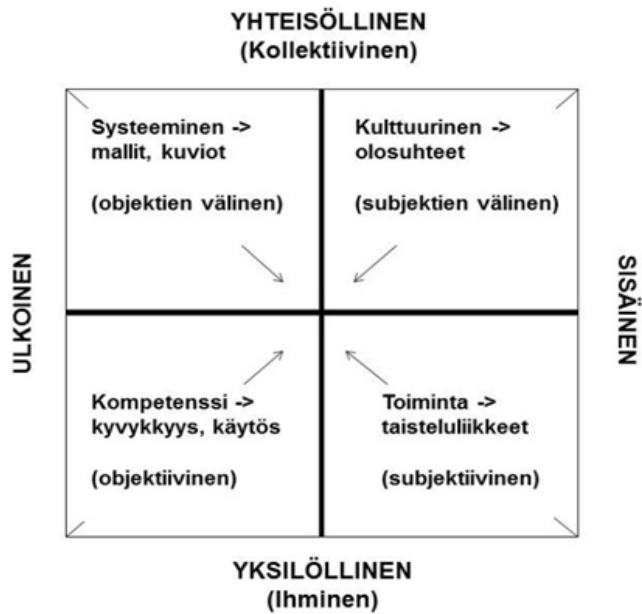 YHTEISÖLLINEN
(Kollektiivinen)
Systeeminen ->
mallit, kuviot
(objektien välinen)
Kulttuurinen ->
olosuhteet
(subjektien välinen)
ULKOINEN
SISÄINEN
Kompetenssi ->
kyvykkyys, käytös
(objektiivinen)
Toiminta ->
taisteluliikkeet
(subjektiivinen)
YKSILÖLLINEN
(Ihminen)